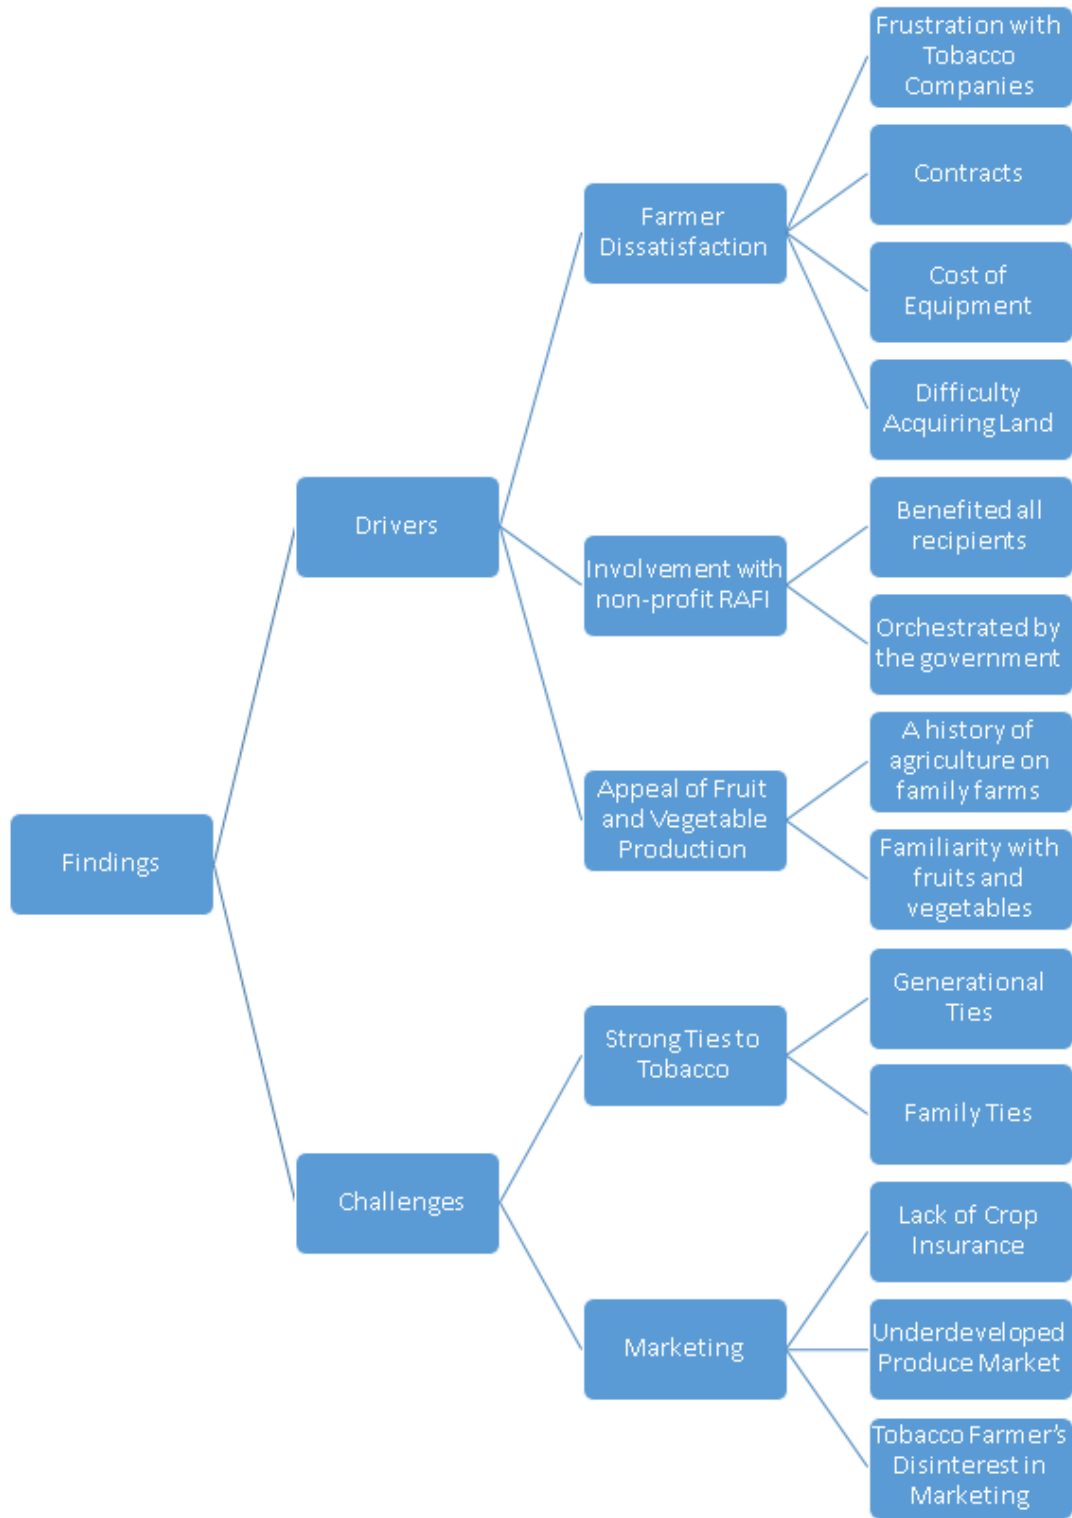 Frustration with
Tobacco
Companies
Contracts
Farmer
Dissatisfaction
Cost of
Equipment
Difficulty
Acquiring Land
Drivers
Benefited all
recipients
Involvement with
non-profit RAFI
Orchestrated by
the government
A history of
agriculture on
family farms
Appeal of Fruit
and Vegetable
Production
Findings
Familiarity with
fruits and
vegetables
Generational
Ties
Strong Ties to
Tobacco
Family Ties
Challenges
Lack of Crop
Insurance
Marketing
Underdeveloped
Produce Market
Tobacco Farmer’s
Disinterest in
Marketing